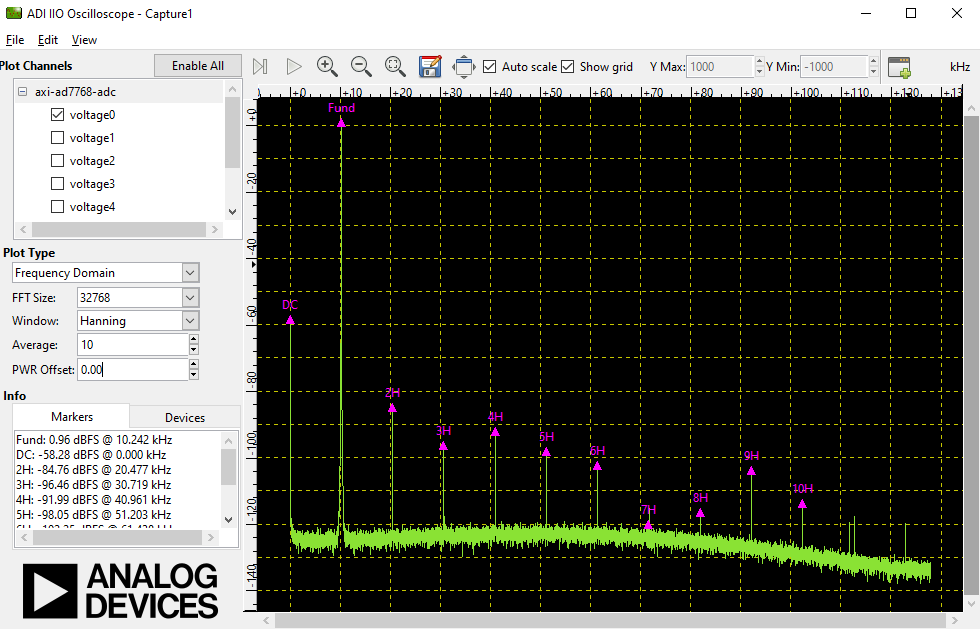 ADI IIO Oscilloscope - Capture1
File Edit View
Plot Channels Enable All Auto scale Show grid Y Max: 1000 Y Min: -1000 kHz
axi-ad7768-adc
voltage0
voltage1
voltage2
voltage3
voltage4
Plot Type
Frequency Domain
FFT Size: 32768
Window: Hanning
Average: 10
PWR Offset: 0.00
Info
Markers Devices
Fund: 0.96 dBFS @ 10.242 kHz
DC: -58.28 dBFS @ 0.000 kHz
2H: -84.76 dBFS @ 20.477 kHz
3H: -96.46 dBFS @ 30.719 kHz
4H: -91.99 dBFS @ 40.961 kHz
5H: -98.05 dBFS @ 51.203 kHz
ANALOG
DEVICES
+0 +10 +20 +30 +40 +50 +60 +70 +80 +90 +100 +110 +120 +13
+0
-20
-40
-60
-80
-100
-120
-140
Fund
DC
2H
3H
4H
5H
6H
7H
8H
9H
10H